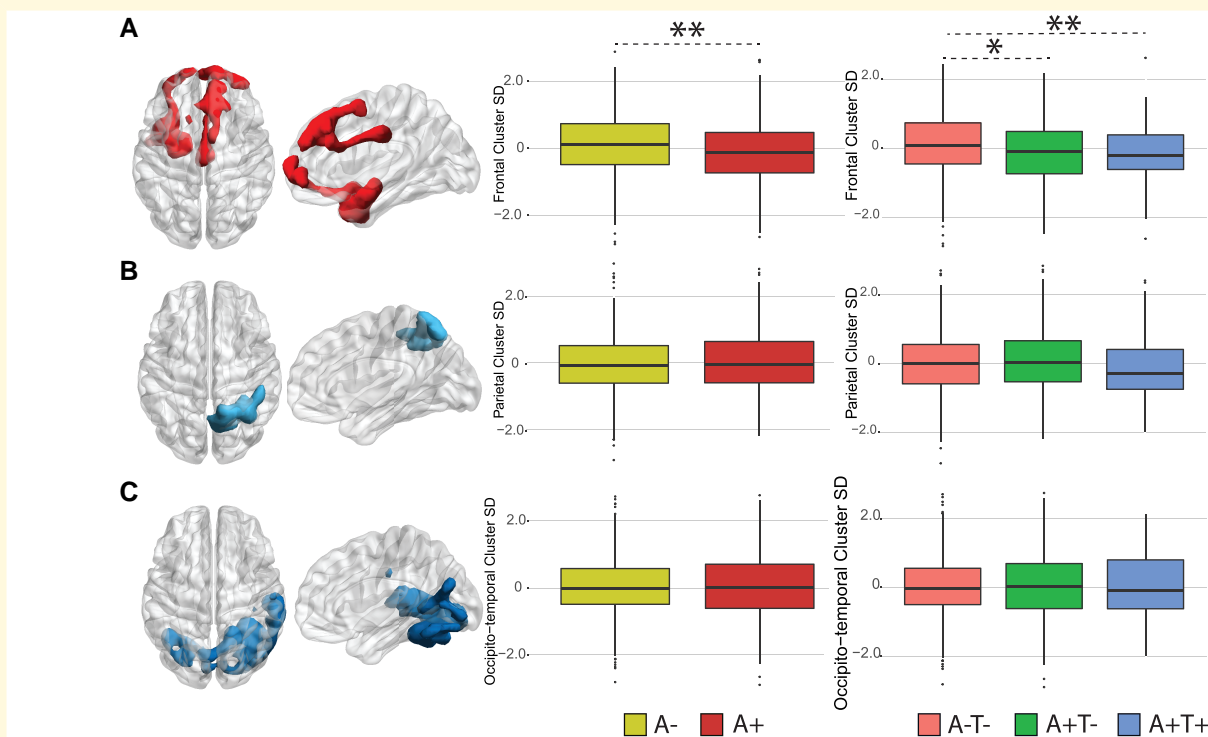 A
**
**
*
Frontal Cluster SD
2.0
0
−2.0
Frontal Cluster SD
2.0
0
−2.0
B
Parietal Cluster SD
2.0
0
−2.0
Parietal Cluster SD
2.0
0
−2.0
C
Occipito−temporal Cluster SD
2.0
0
−2.0
Occipito−temporal Cluster SD
2.0
0
−2.0
A- A+
A-T- A+T- A+T+